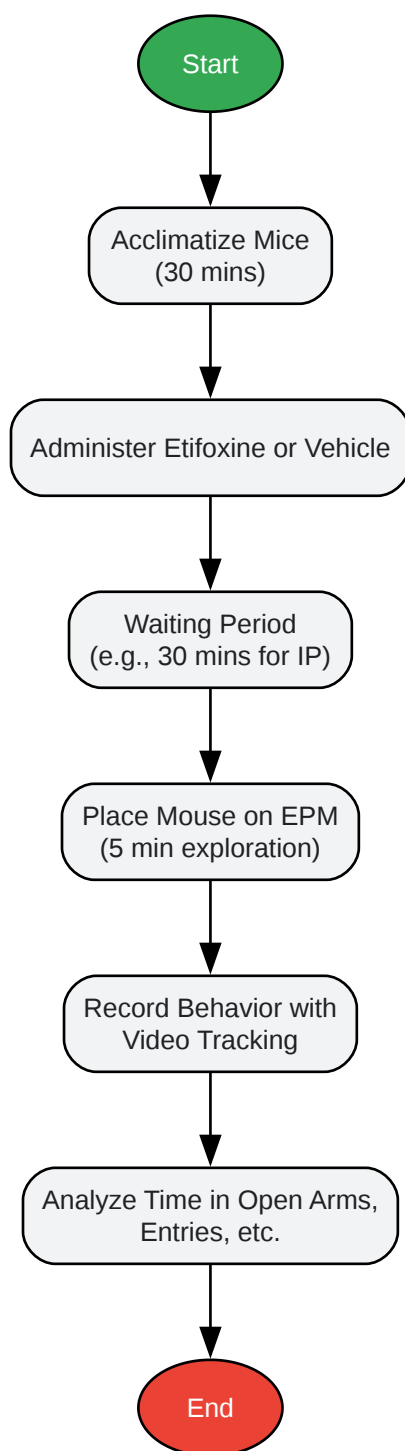 Start
Acclimatize Mice
(30 mins)
Administer Etifoxine or Vehicle
Waiting Period
(e.g., 30 mins for IP)
Place Mouse on EPM
(5 min exploration)
Record Behavior with
Video Tracking
Analyze Time in Open Arms,
Entries, etc.
End